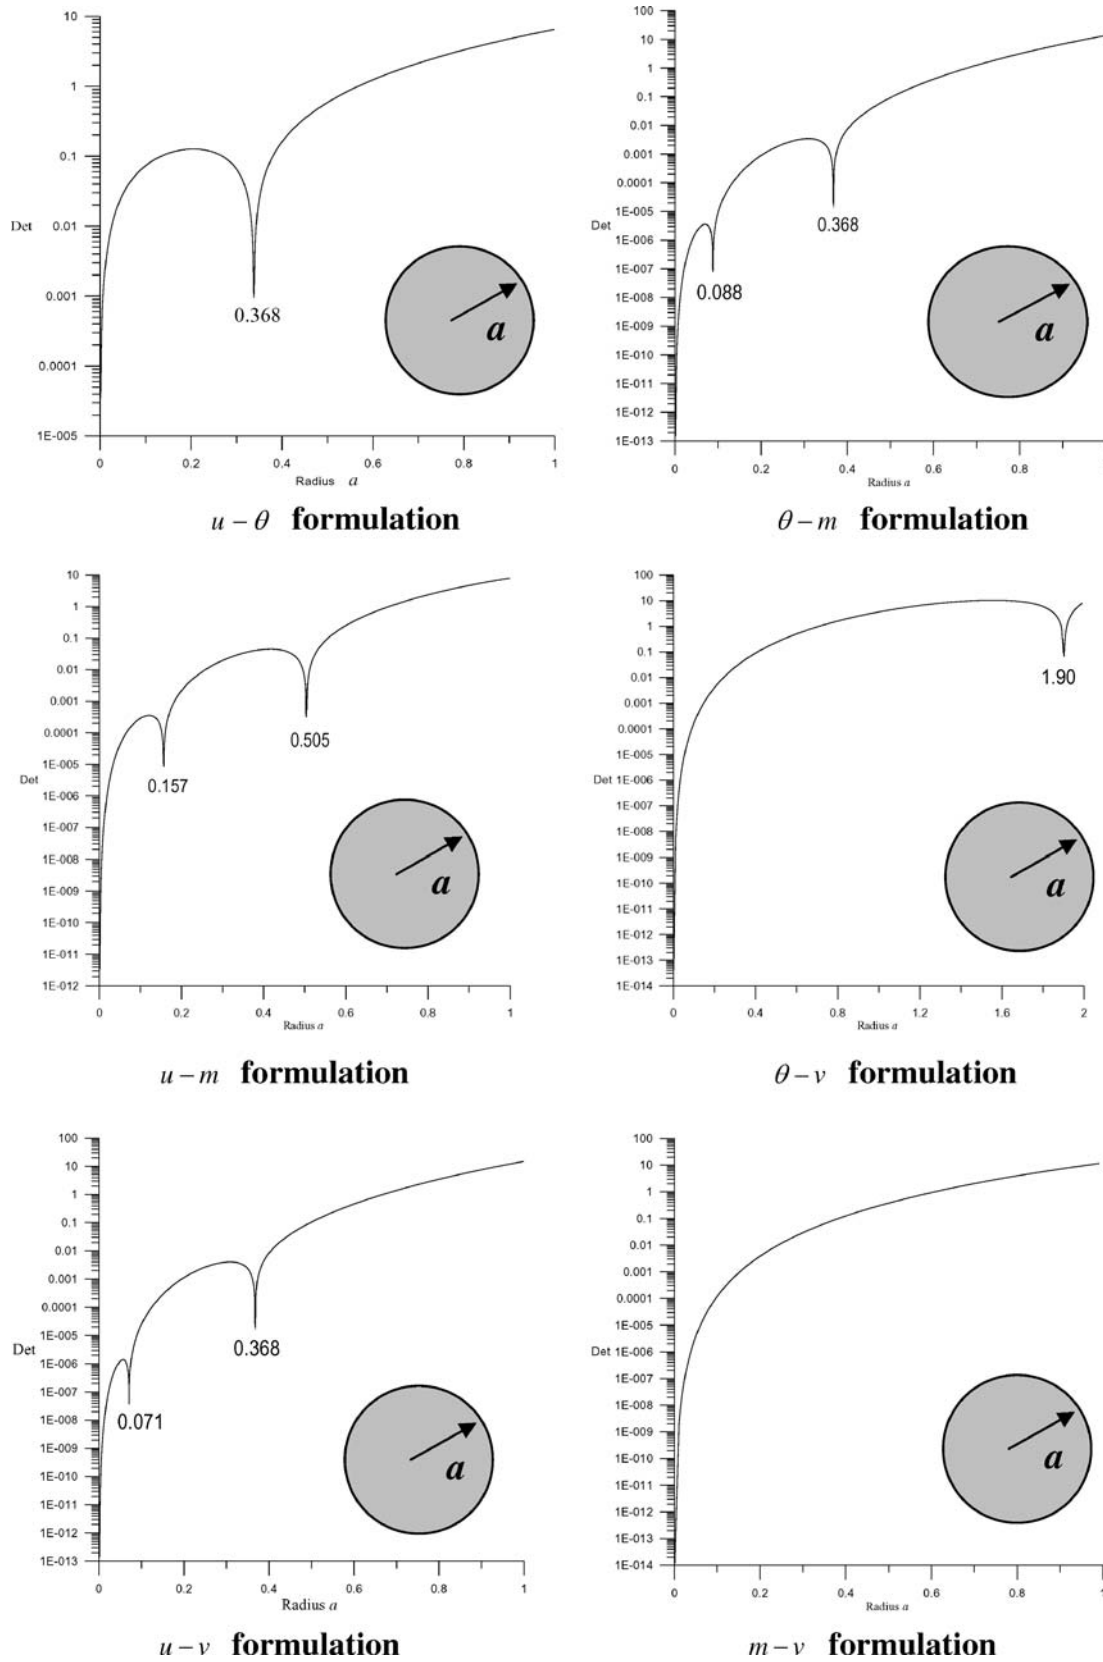 10
1
0.1
Det
0.01
0.001
0.0001
1E-005
0.368
a
0
0.2
0.4
0.6
0.8
1
Radius a
u – θ formulation
100
10
1
0.1
0.01
0.001
0.0001
1E-005
Det
1E-006
1E-007
1E-008
1E-009
1E-010
1E-011
1E-012
1E-013
0.368
0.088
a
0
0.2
0.4
0.6
0.8
Radius a
θ – m formulation
10
1
0.1
0.01
0.001
0.0001
1E-005
Det
1E-006
1E-007
1E-008
1E-009
1E-010
1E-011
1E-012
0.505
0.157
a
0
0.2
0.4
0.6
0.8
1
Radius a
u – m formulation
100
10
1
0.1
0.01
0.001
0.0001
1E-005
Det 1E-006
1E-007
1E-008
1E-009
1E-010
1E-011
1E-012
1E-013
1E-014
1.90
a
0
0.4
0.8
1.2
1.6
2
Radius a
θ – v formulation
100
10
1
0.1
0.01
0.001
0.0001
1E-005
Det
1E-006
1E-007
1E-008
1E-009
1E-010
1E-011
1E-012
1E-013
0.368
0.071
a
0
0.2
0.4
0.6
0.8
1
Radius a
u – v formulation
100
10
1
0.1
0.01
0.001
0.0001
1E-005
Det 1E-006
1E-007
1E-008
1E-009
1E-010
1E-011
1E-012
1E-013
1E-014
a
0
0.2
0.4
0.6
0.8
1
Radius a
m – v formulation